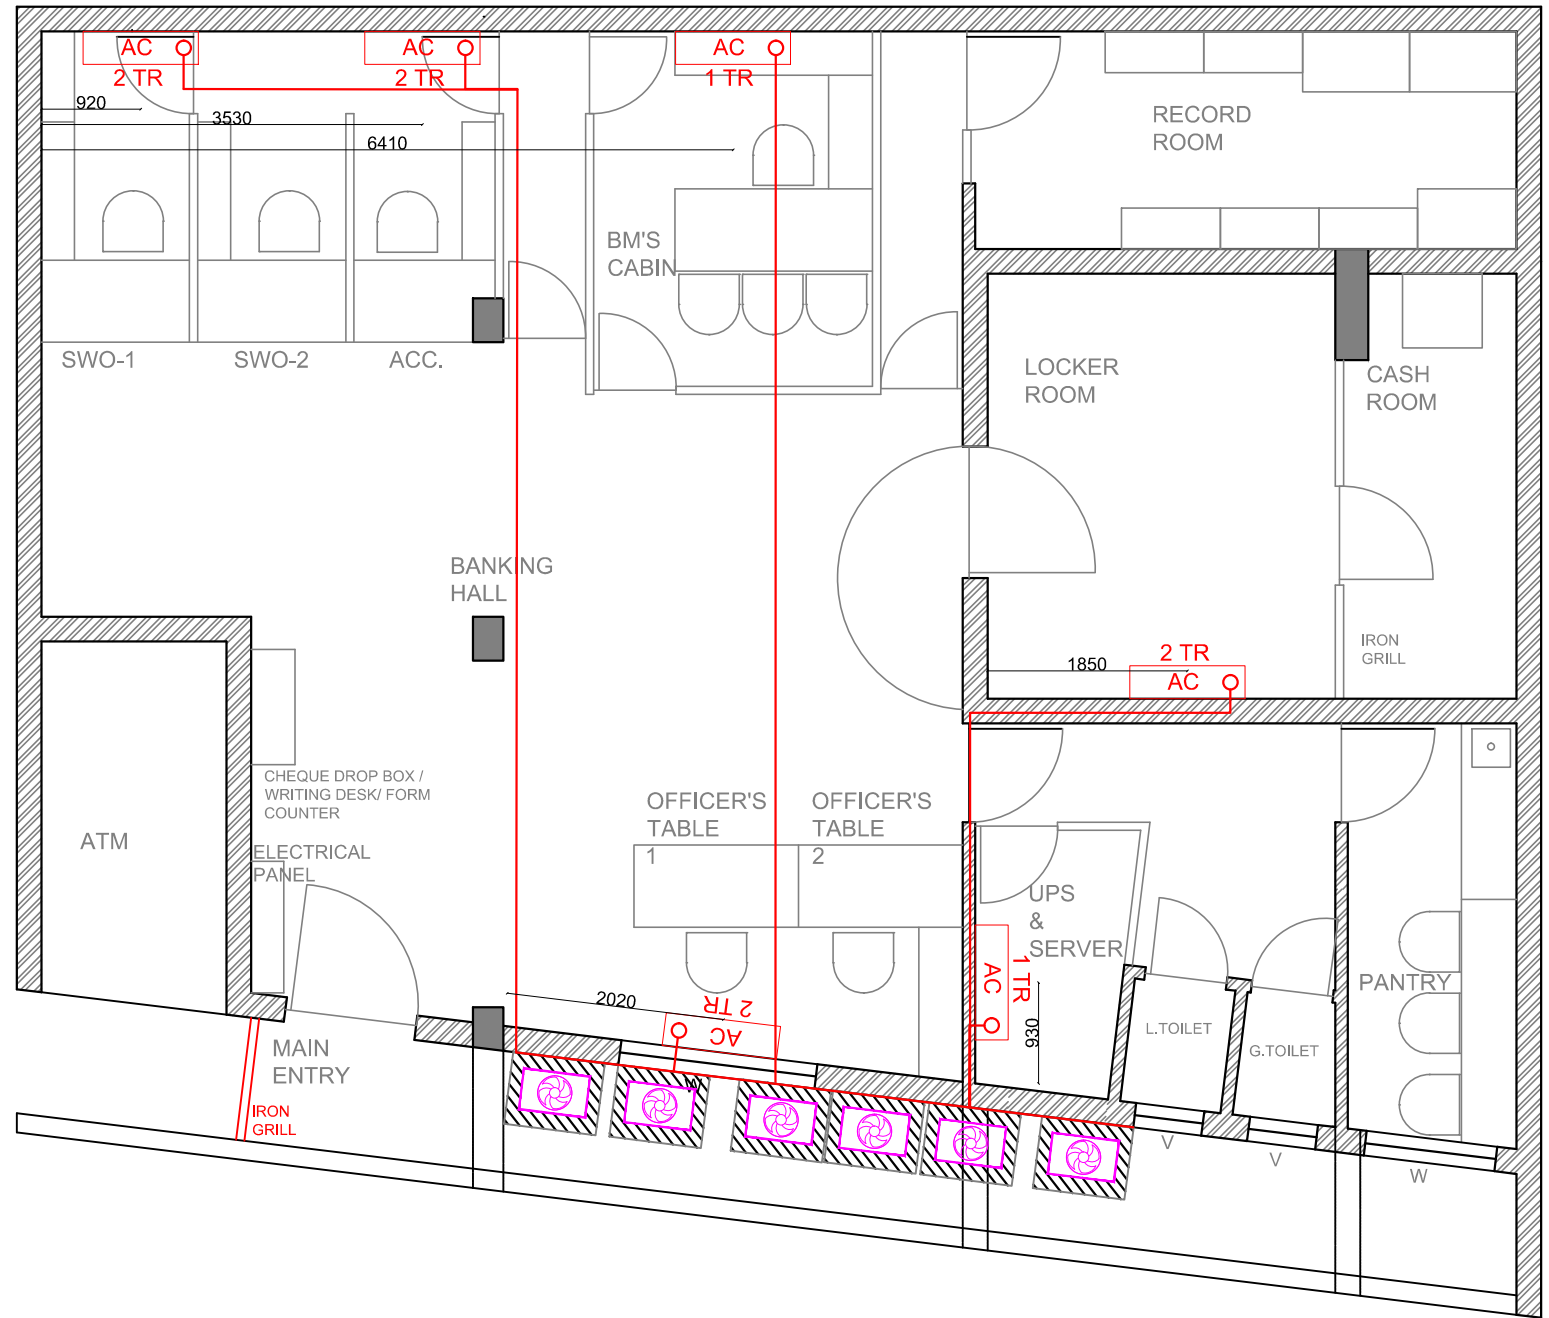 AC
2 TR
AC
2 TR
AC
1 TR
920
3530
6410
RECORD
ROOM
BM'S
CABIN
SWO-1
SWO-2
ACC.
LOCKER
ROOM
CASH
ROOM
BANKING
HALL
IRON
GRILL
1850
2 TR
AC
CHEQUE DROP BOX /
WRITING DESK/ FORM
COUNTER
ATM
ELECTRICAL
PANEL
OFFICER'S
TABLE
1
OFFICER'S
TABLE
2
UPS
&
SERVER
1 TR
AC
930
2020
2 TR
AC
PANTRY
L.TOILET
G.TOILET
MAIN
ENTRY
IRON
GRILL
W
V
V
W